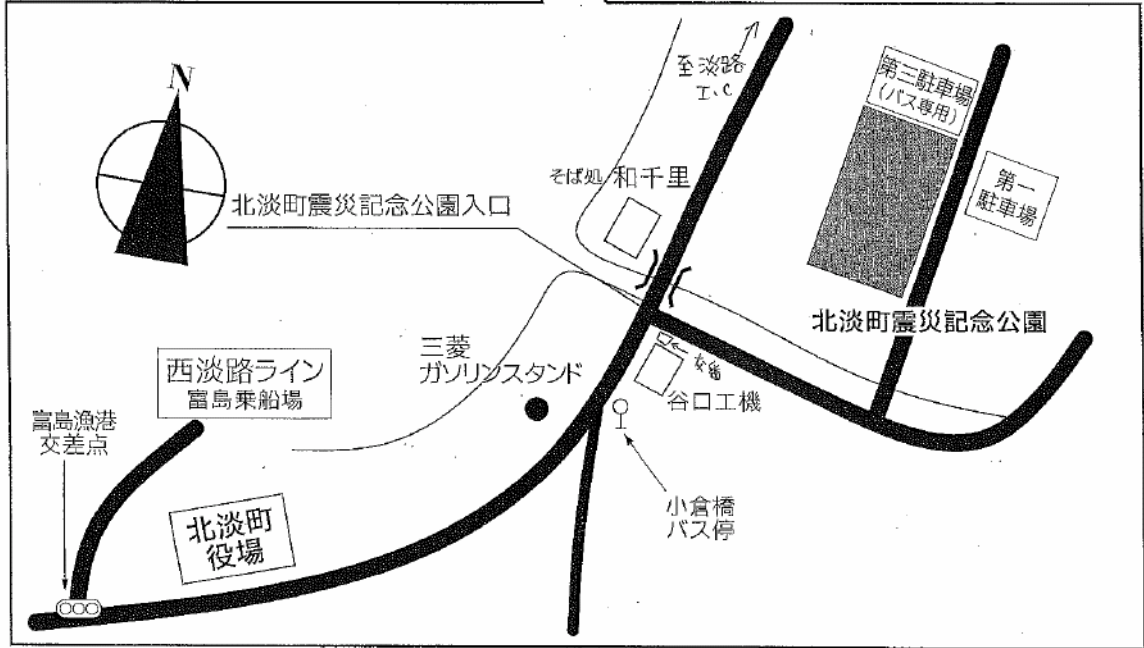 至淡路
I.C
第三駐車場
(バス専用)
N
そば処 和千里
第一
駐車場
北淡町震災記念公園入口
北淡町震災記念公園
三菱
ガソリンスタンド
西淡路ライン
富島乗船場
谷口工機
富島漁港
交差点
小倉橋
バス停
北淡町
役場